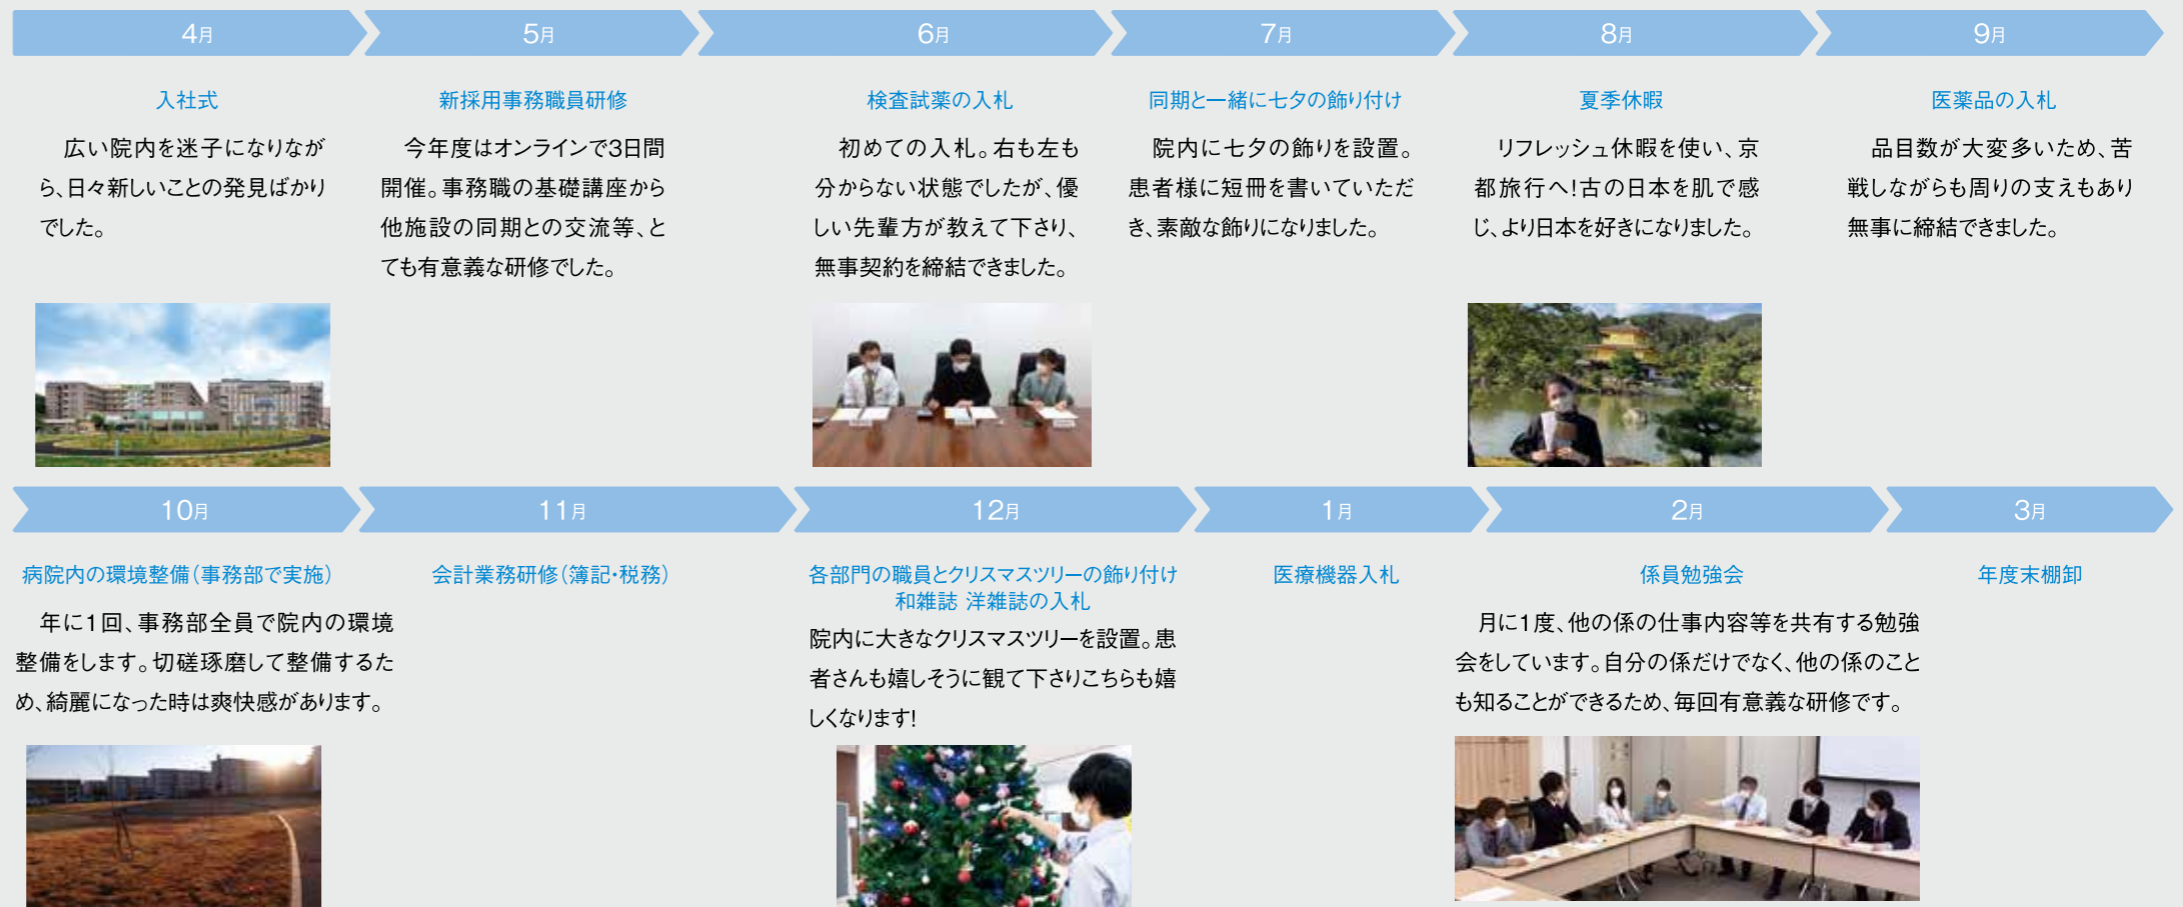 4月
5月
6月
7月
8月
9月
入社式
広い院内を迷子になりなが
ら、日々新しいことの発見ばかり
でした。
新採用事務職員研修
今年度はオンラインで3日間
開催。事務職の基礎講座から
他施設の同期との交流等、と
ても有意義な研修でした。
検査試薬の入札
初めての入札。右も左も
分からない状態でしたが、優
しい先輩方が教えて下さり、
無事契約を締結できました。
同期と一緒に七夕の飾り付け
院内に七夕の飾りを設置。
患者様に短冊を書いていただ
き、素敵な飾りになりました。
夏季休暇
リフレッシュ休暇を使い、京
都旅行へ!古の日本を肌で感
じ、より日本を好きになりました。
医薬品の入札
品目数が大変多いため、苦
戦しながらも周りの支えもあり
無事に締結できました。
10月
11月
12月
1月
2月
3月
病院内の環境整備(事務部で実施)
年に1回、事務部全員で院内の環境
整備をします。切磋琢磨して整備するた
め、綺麗になった時は爽快感があります。
会計業務研修(簿記・税務)
各部門の職員とクリスマスツリーの飾り付け
和雑誌 洋雑誌の入札
院内に大きなクリスマスツリーを設置。患
者さんも嬉しそうに観て下さりこちらも嬉
しくなります!
医療機器入札
係員勉強会
月に1度、他の係の仕事内容等を共有する勉強
会をしています。自分の係だけでなく、他の係のこと
も知ることができるため、毎回有意義な研修です。
年度末棚卸